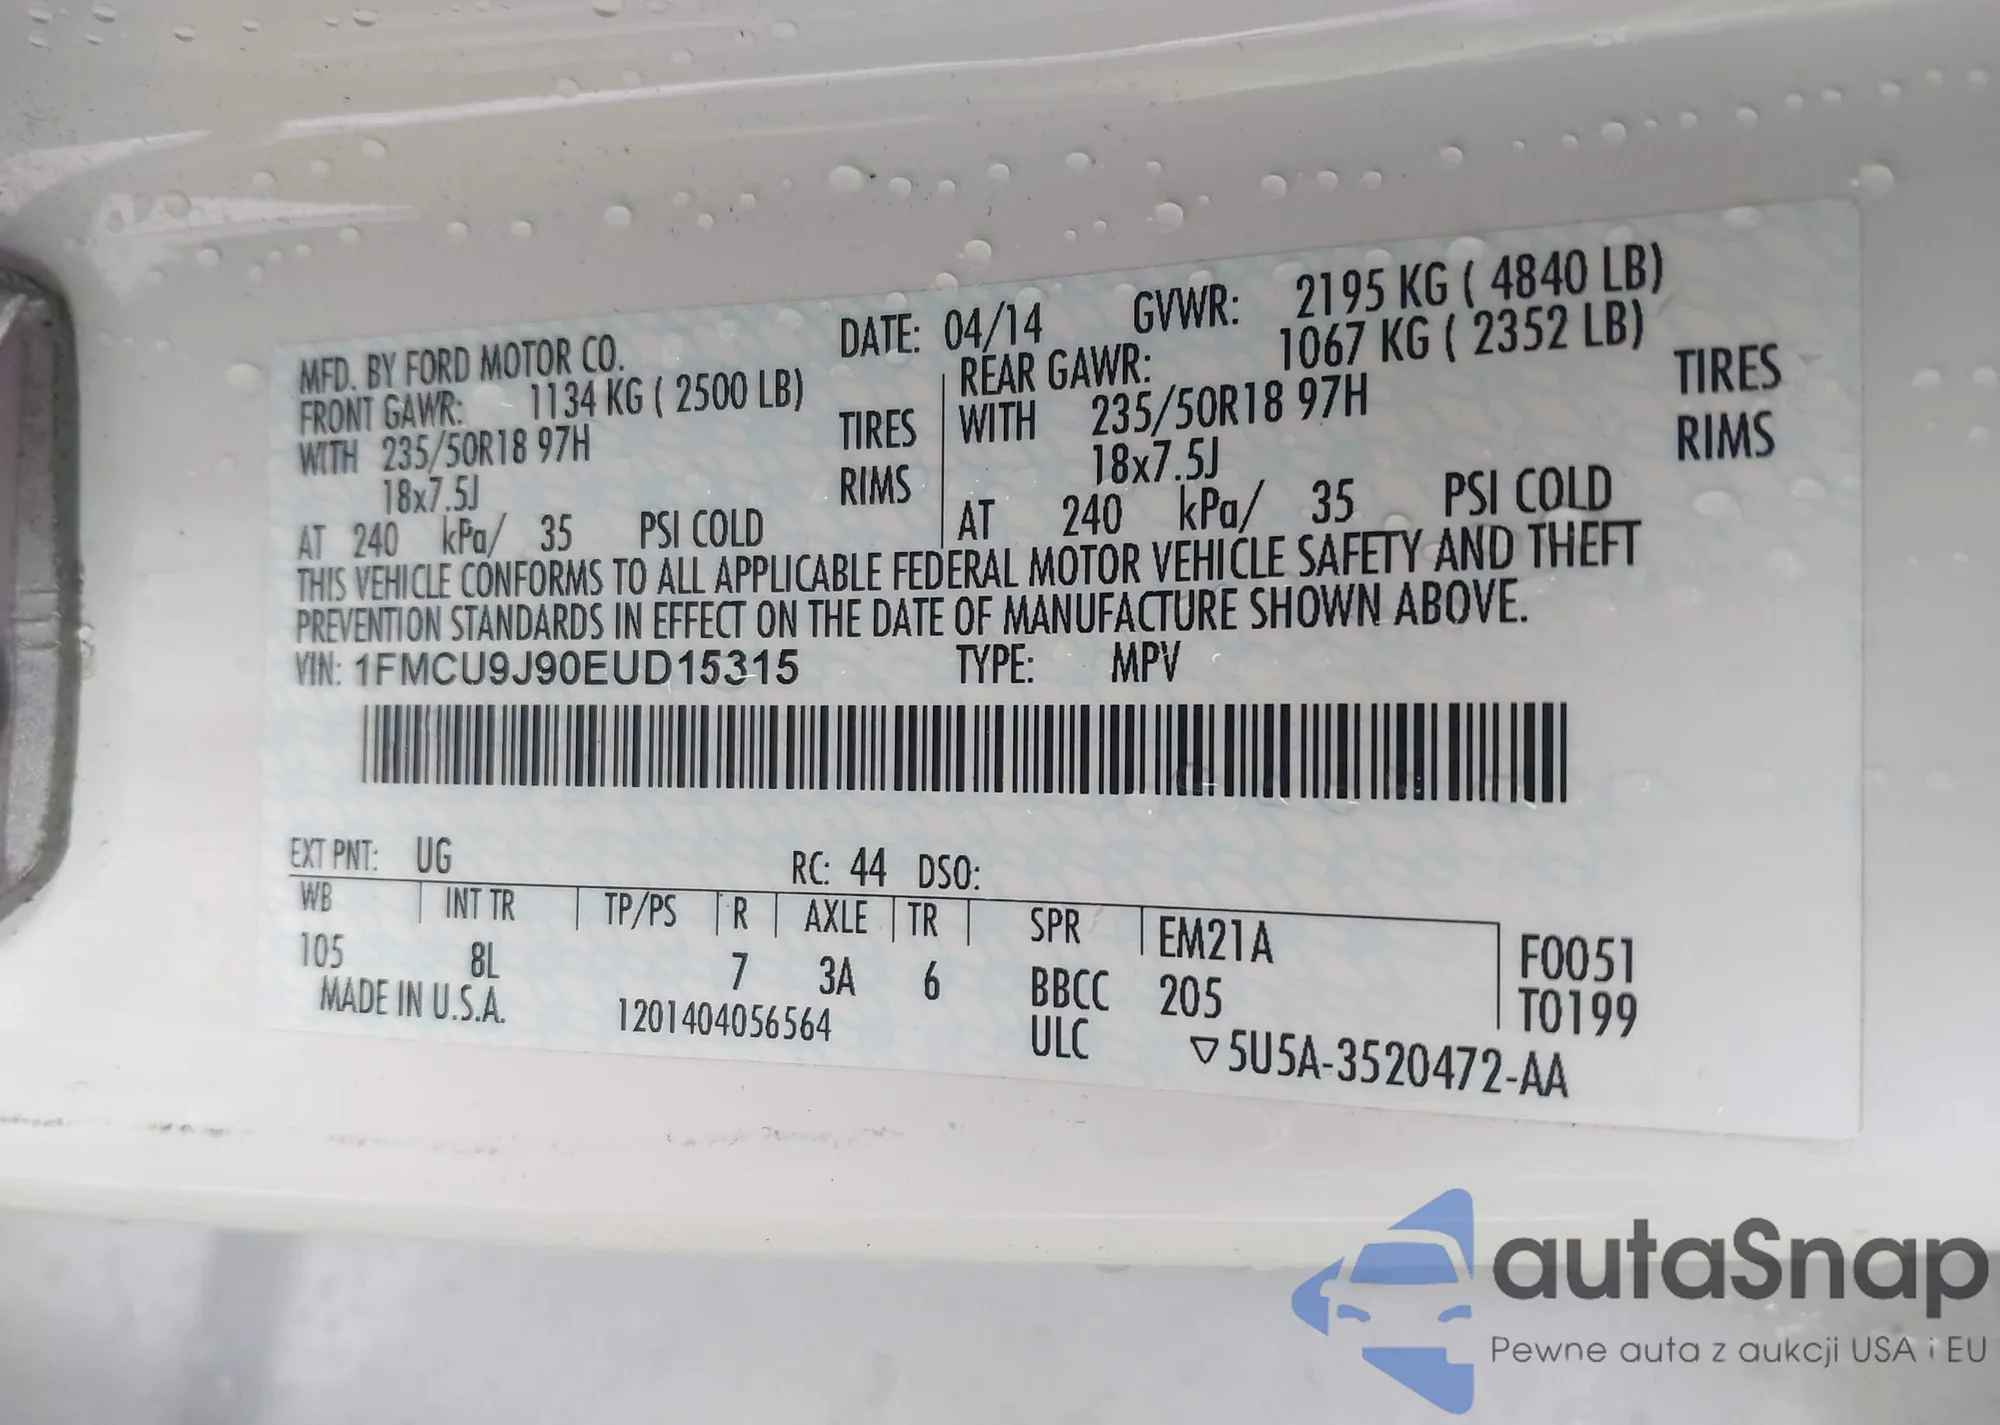 MFD. BY FORD MOTOR CO. DATE: 04/14 GVWR: 2195 KG ( 4840 LB)
FRONT GAWR: 1134 KG ( 2500 LB) REAR GAWR: 1067 KG ( 2352 LB)
WITH 235/50R18 97H TIRES WITH 235/50R18 97H TIRES
18x7.5J RIMS 18x7.5J RIMS
AT 240 kPa/ 35 PSI COLD AT 240 kPa/ 35 PSI COLD
THIS VEHICLE CONFORMS TO ALL APPLICABLE FEDERAL MOTOR VEHICLE SAFETY AND THEFT
PREVENTION STANDARDS IN EFFECT ON THE DATE OF MANUFACTURE SHOWN ABOVE.
VIN: 1FMCU9J90EUD15315 TYPE: MPV
EXT PNT: UG RC: 44 DSO:
WB INT TR TP/PS R AXLE TR SPR EM21A F0051
105 8L 7 3A 6 BBCC 205 T0199
MADE IN U.S.A. 1201404056564 ULC ▽5U5A-3520472-AA
autaSnap
Pewne auta z aukcji USA i EU